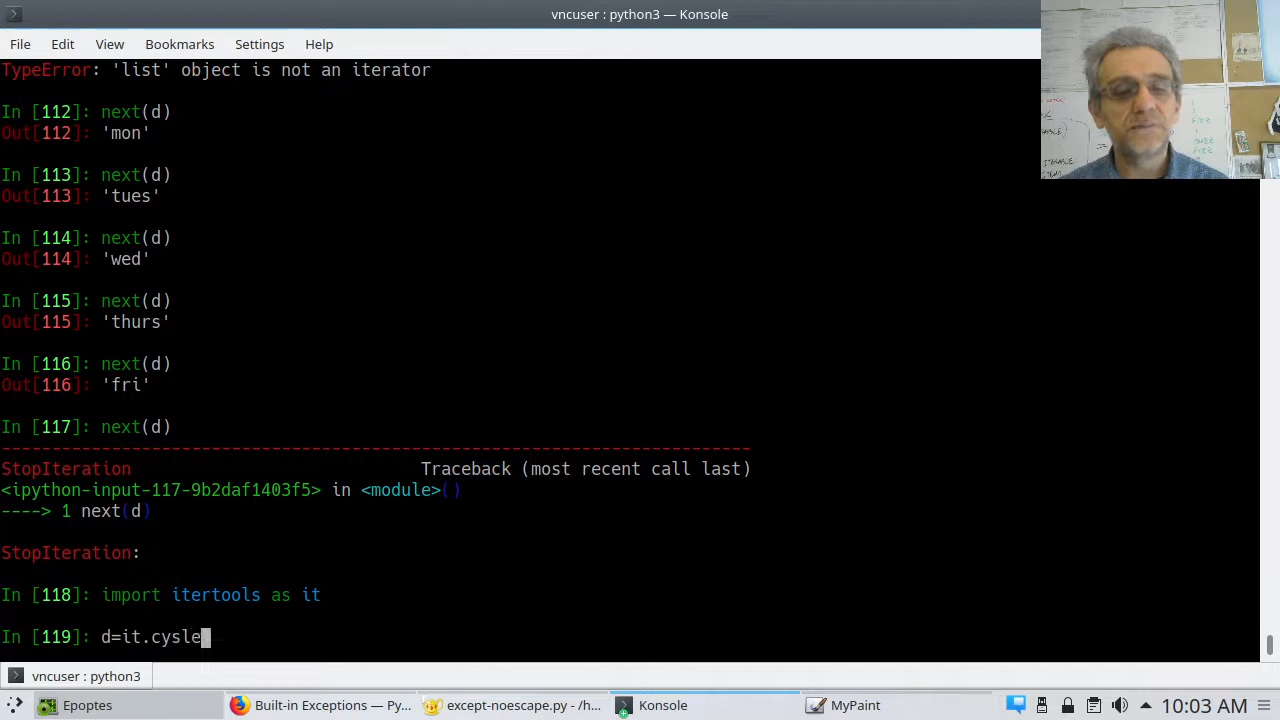 vncuser : python3 — Konsole
File Edit View Bookmarks Settings Help
TypeError: 'list' object is not an iterator
In [112]: next(d)
Out[112]: 'mon'
In [113]: next(d)
Out[113]: 'tues'
In [114]: next(d)
Out[114]: 'wed'
In [115]: next(d)
Out[115]: 'thurs'
In [116]: next(d)
Out[116]: 'fri'
In [117]: next(d)
---------------------------------------------------------------------------
StopIteration Traceback (most recent call last)
<ipython-input-117-9b2daf1403f5> in <module>()
----> 1 next(d)
StopIteration:
In [118]: import itertools as it
In [119]: d=it.cysle
vncuser : python3
Epoptes
Built-in Exceptions — Py...
except-noescape.py - /h...
Konsole
MyPaint
10:03 AM